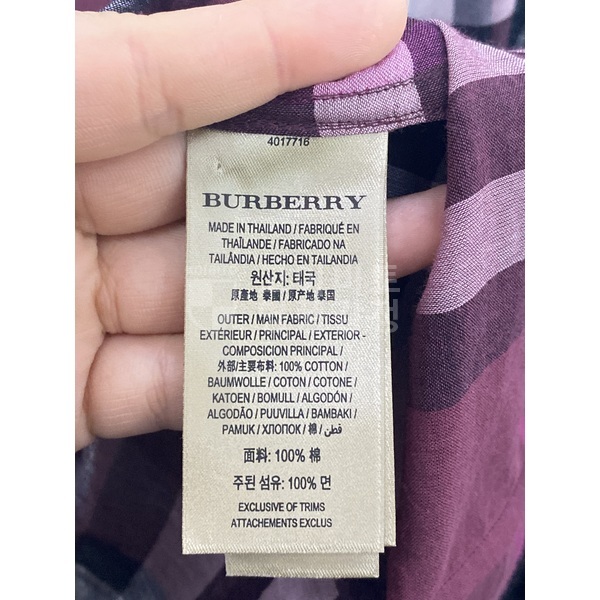 4017716
BURBERRY
MADE IN THAILAND / FABRIQUÉ EN
THAÏLANDE / FABRICADO NA
TAILÂNDIA / HECHO EN TAILANDIA
원산지: 태국
原產地 泰國 / 原产地 泰国
OUTER / MAIN FABRIC / TISSU
EXTÉRIEUR / PRINCIPAL / EXTERIOR -
COMPOSICION PRINCIPAL /
外部/主要布料: 100% COTTON /
BAUMWOLLE / COTON / COTONE /
KATOEN / BOMULL / ALGODÓN /
ALGODÃO / PUUVILLA / BAMBAKI /
PAMUK / ХЛОПОК / 棉 / قطن /
面料: 100% 棉
주된 섬유: 100% 면
EXCLUSIVE OF TRIMS
ATTACHEMENTS EXCLUS